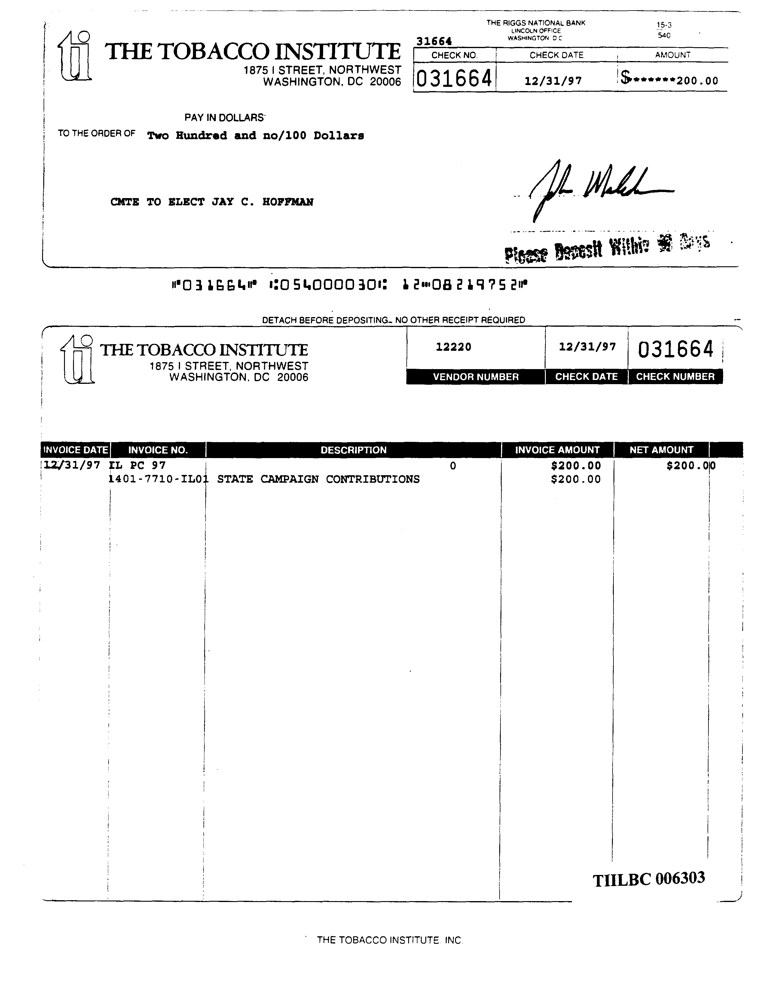 THE RIGGS NATIONAL BANK
LINCOLN OFFICE
WASHINGTON D C
15-3
540
ti
THE TOBACCO INSTITUTE
1875 I STREET, NORTHWEST
WASHINGTON, DC 20006
31664
CHECK NO. CHECK DATE AMOUNT
031664 12/31/97 $*******200.00
PAY IN DOLLARS
TO THE ORDER OF Two Hundred and no/100 Dollars
CMTE TO ELECT JAY C. HOFFMAN
Please Deposit Within Days
⑈031664⑈ ⑆054000030⑆ 12⑉08219752⑈
DETACH BEFORE DEPOSITING NO OTHER RECEIPT REQUIRED
ti
THE TOBACCO INSTITUTE
1875 I STREET, NORTHWEST
WASHINGTON, DC 20006
12220 12/31/97 031664
VENDOR NUMBER CHECK DATE CHECK NUMBER
INVOICE DATE INVOICE NO. DESCRIPTION INVOICE AMOUNT NET AMOUNT
12/31/97 IL PC 97 0 $200.00 $200.00
1401-7710-IL01 STATE CAMPAIGN CONTRIBUTIONS $200.00
TIILBC 006303
THE TOBACCO INSTITUTE. INC.